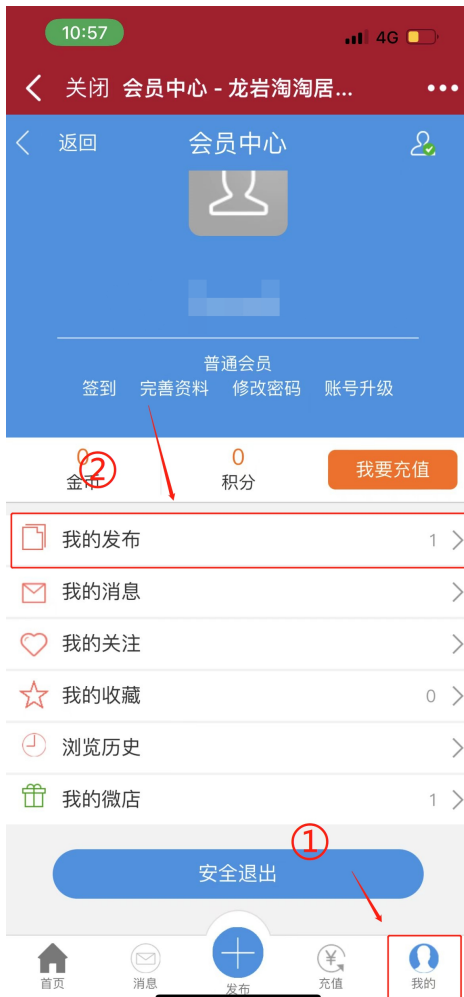 10:57
4G
关闭 会员中心 - 龙岩淘淘居...
返回 会员中心
普通会员
签到 完善资料 修改密码 账号升级
0 0
② 金币 积分 我要充值
我的发布 1
我的消息
我的关注
我的收藏 0
浏览历史
我的微店 1
①
安全退出
首页 消息 发布 充值 我的